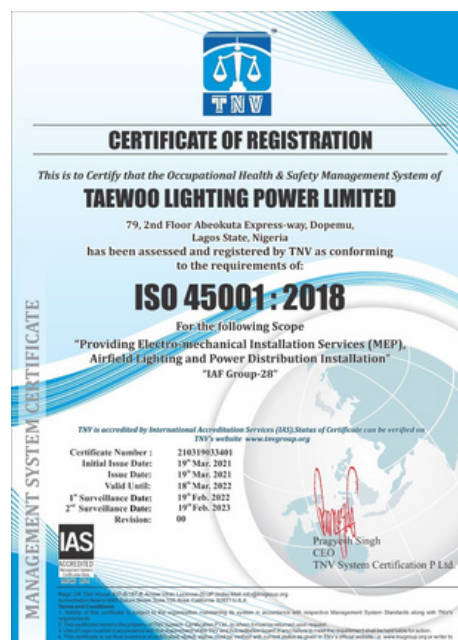 TNV
CERTIFICATE OF REGISTRATION
This is to Certify that the Occupational Health & Safety Management System of
TAEWOO LIGHTING POWER LIMITED
79, 2nd Floor Abeokuta Express-way, Dopemu,
Lagos State, Nigeria
has been assessed and registered by TNV as conforming
to the requirements of:
ISO 45001 : 2018
For the following Scope
"Providing Electro-mechanical Installation Services (MEP),
Airfield Lighting and Power Distribution Installation"
"IAF Group-28"
TNV is accredited by International Accreditation Services (IAS).Status of Certificate can be verified on
TNV's website www.tnvgroup.org
Certificate Number : 210319033401
Initial Issue Date: 19th Mar. 2021
Issue Date: 19th Mar. 2021
Valid Until: 18th Mar. 2022
1st Surveillance Date: 19th Feb. 2022
2nd Surveillance Date: 19th Feb. 2023
Revision: 00
Pragyesh Singh
CEO
TNV System Certification P Ltd.
IAS
ACCREDITED
MANAGEMENT SYSTEM CERTIFICATE
Terms and Conditions: